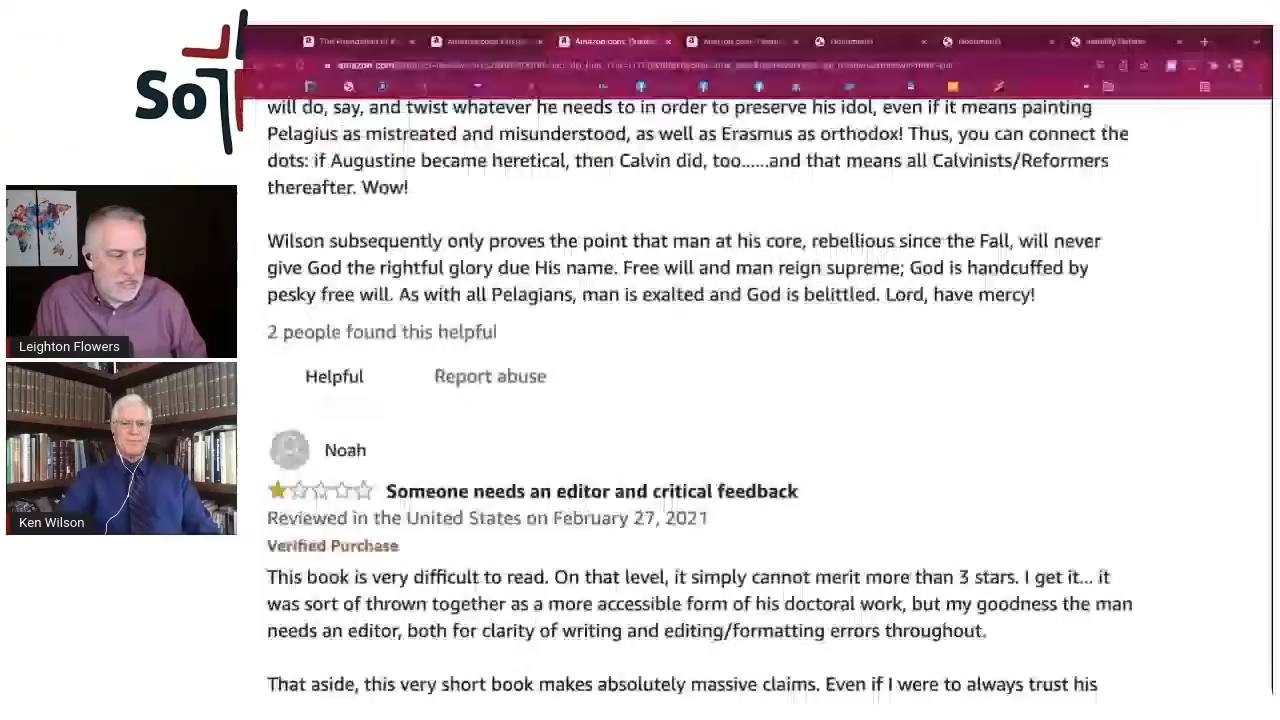 So
Leighton Flowers
Ken Wilson
will do, say, and twist whatever he needs to in order to preserve his idol, even if it means painting
Pelagius as mistreated and misunderstood, as well as Erasmus as orthodox! Thus, you can connect the
dots: if Augustine became heretical, then Calvin did, too......and that means all Calvinists/Reformers
thereafter. Wow!
Wilson subsequently only proves the point that man at his core, rebellious since the Fall, will never
give God the rightful glory due His name. Free will and man reign supreme; God is handcuffed by
pesky free will. As with all Pelagians, man is exalted and God is belittled. Lord, have mercy!
2 people found this helpful
Helpful Report abuse
Noah
Someone needs an editor and critical feedback
Reviewed in the United States on February 27, 2021
Verified Purchase
This book is very difficult to read. On that level, it simply cannot merit more than 3 stars. I get it... it
was sort of thrown together as a more accessible form of his doctoral work, but my goodness the man
needs an editor, both for clarity of writing and editing/formatting errors throughout.
That aside, this very short book makes absolutely massive claims. Even if I were to always trust his